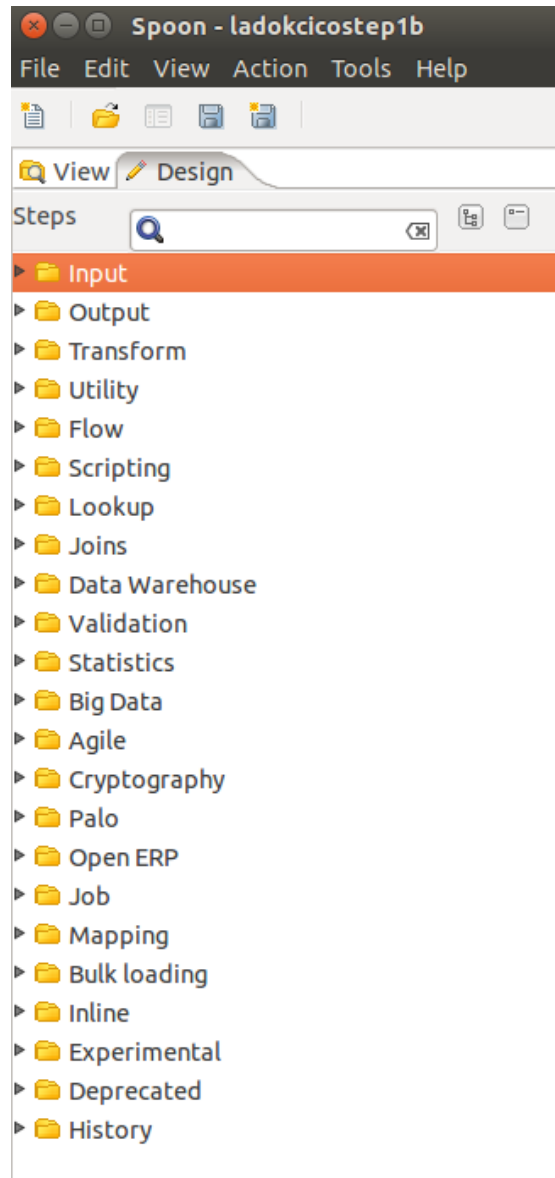 Spoon - ladokcicostep1b
File Edit View Action Tools Help
View Design
Steps
Input
Output
Transform
Utility
Flow
Scripting
Lookup
Joins
Data Warehouse
Validation
Statistics
Big Data
Agile
Cryptography
Palo
Open ERP
Job
Mapping
Bulk loading
Inline
Experimental
Deprecated
History